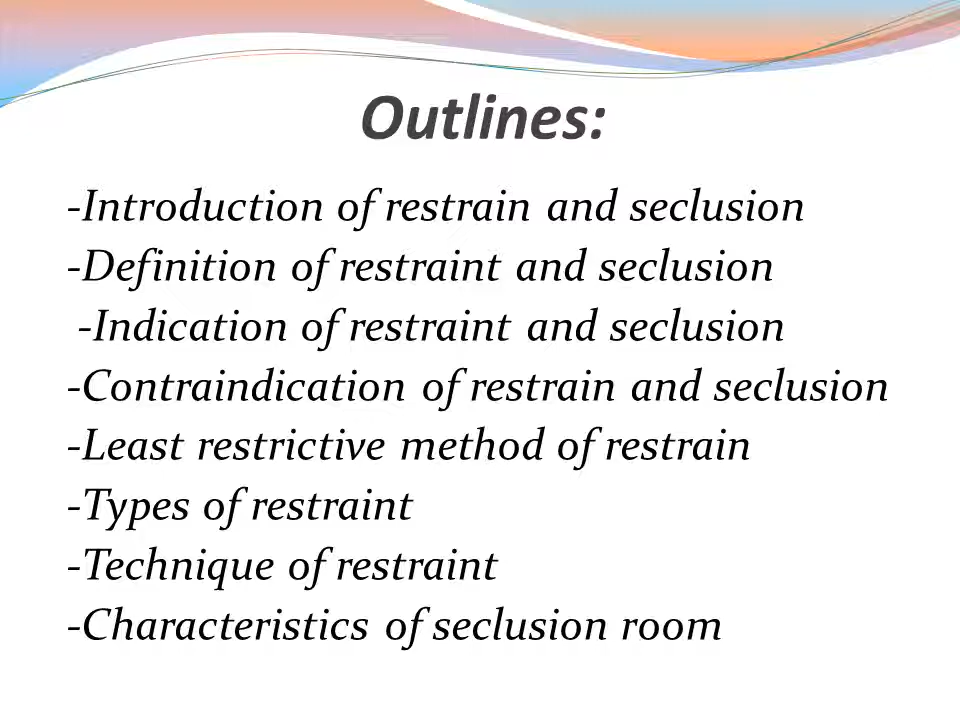 Outlines:
-Introduction of restrain and seclusion
-Definition of restraint and seclusion
-Indication of restraint and seclusion
-Contraindication of restrain and seclusion
-Least restrictive method of restrain
-Types of restraint
-Technique of restraint
-Characteristics of seclusion room